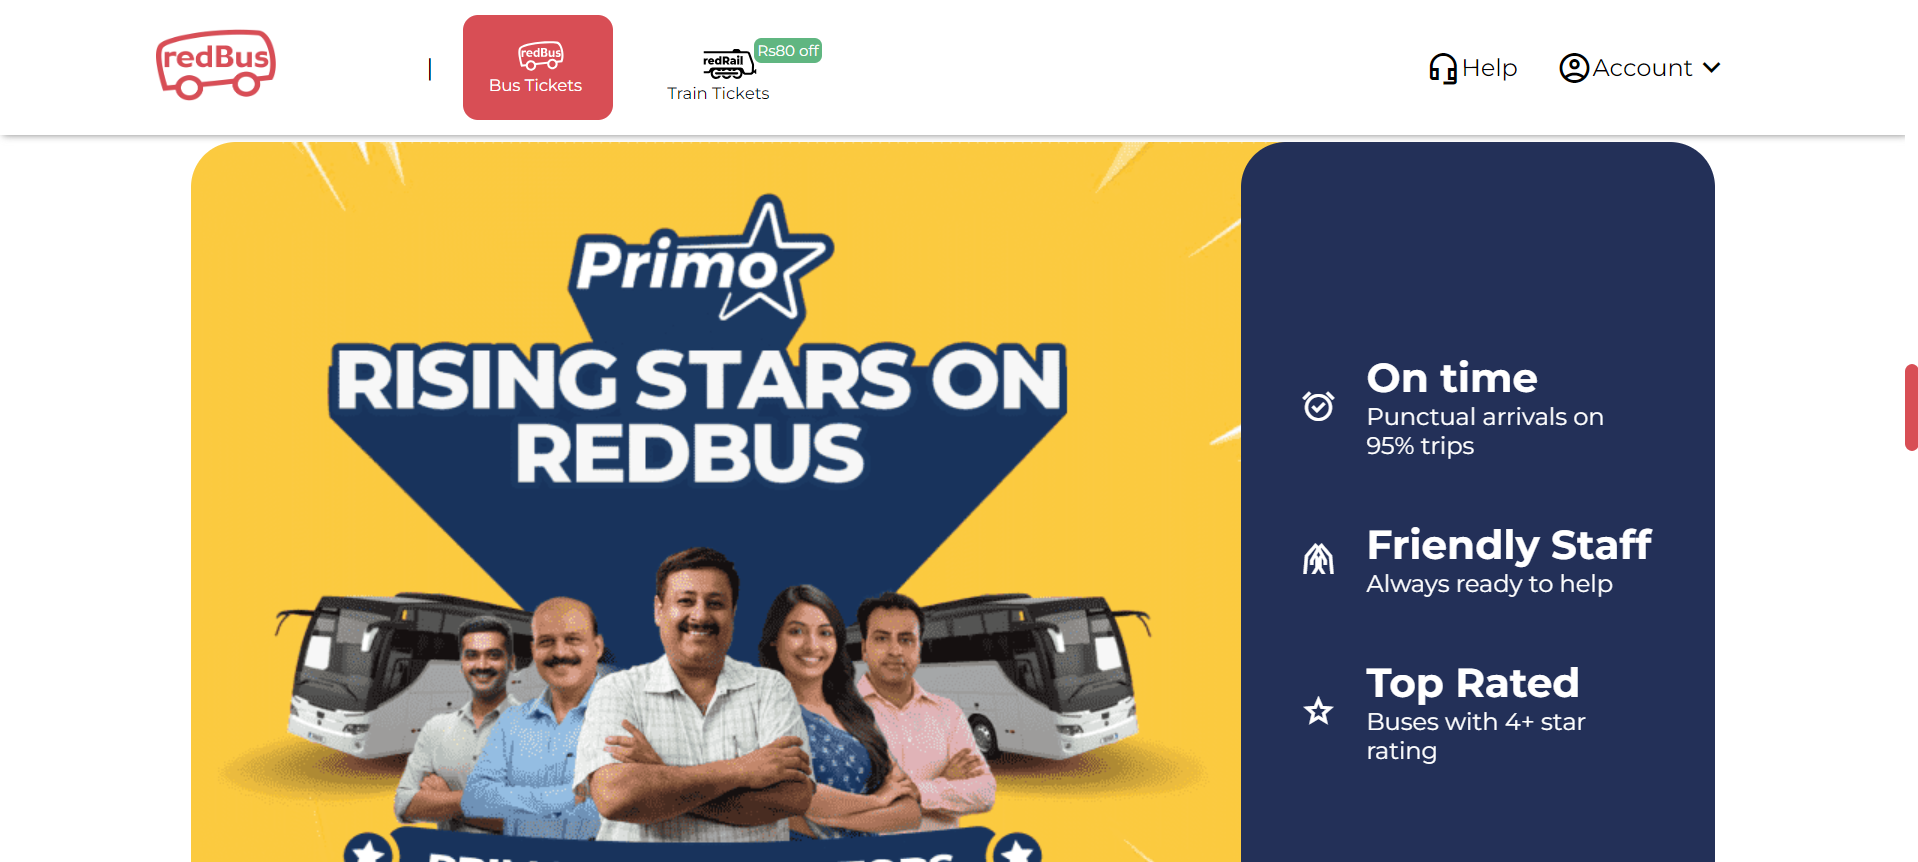 redBus
|
redBus
Bus Tickets
redRail
Rs80 off
Train Tickets
Help
Account
Primo
RISING STARS ON
REDBUS
On time
Punctual arrivals on
95% trips
Friendly Staff
Always ready to help
Top Rated
Buses with 4+ star
rating